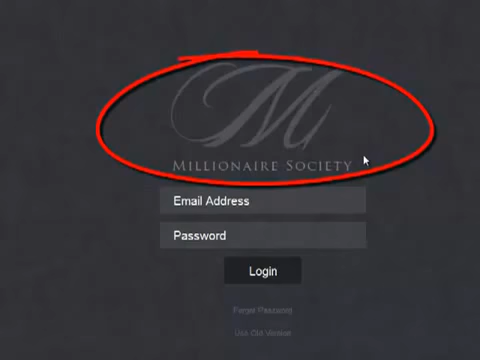 M
MILLIONAIRE SOCIETY
Email Address
Password
Login
Forgot Password
Use Old Version